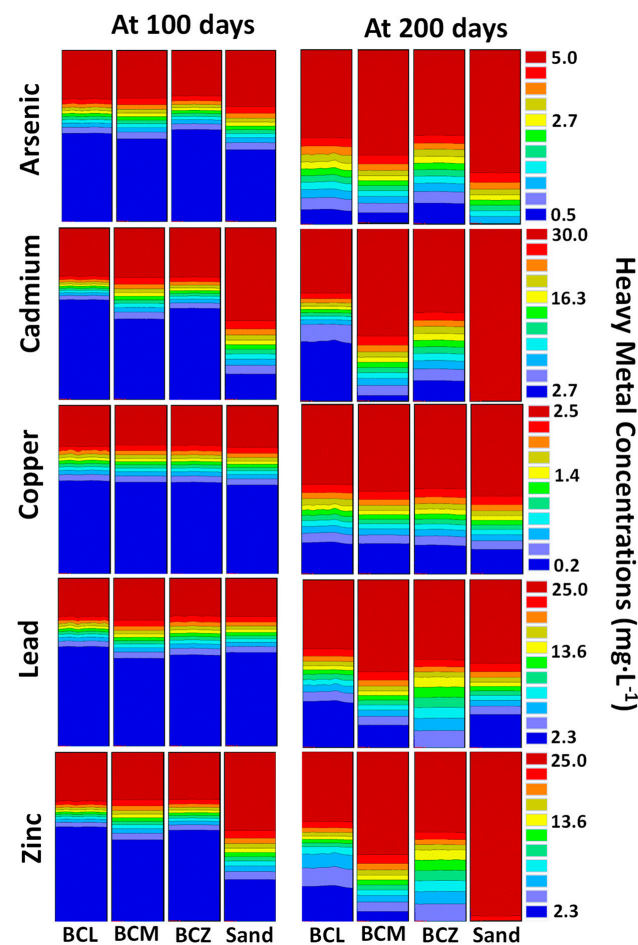 At 100 days
At 200 days
Arsenic
5.0
2.7
0.5
Cadmium
30.0
16.3
2.7
Copper
2.5
1.4
0.2
Lead
25.0
13.6
2.3
Zinc
25.0
13.6
2.3
Heavy Metal Concentrations (mg·L⁻¹)
BCL BCM BCZ Sand BCL BCM BCZ Sand